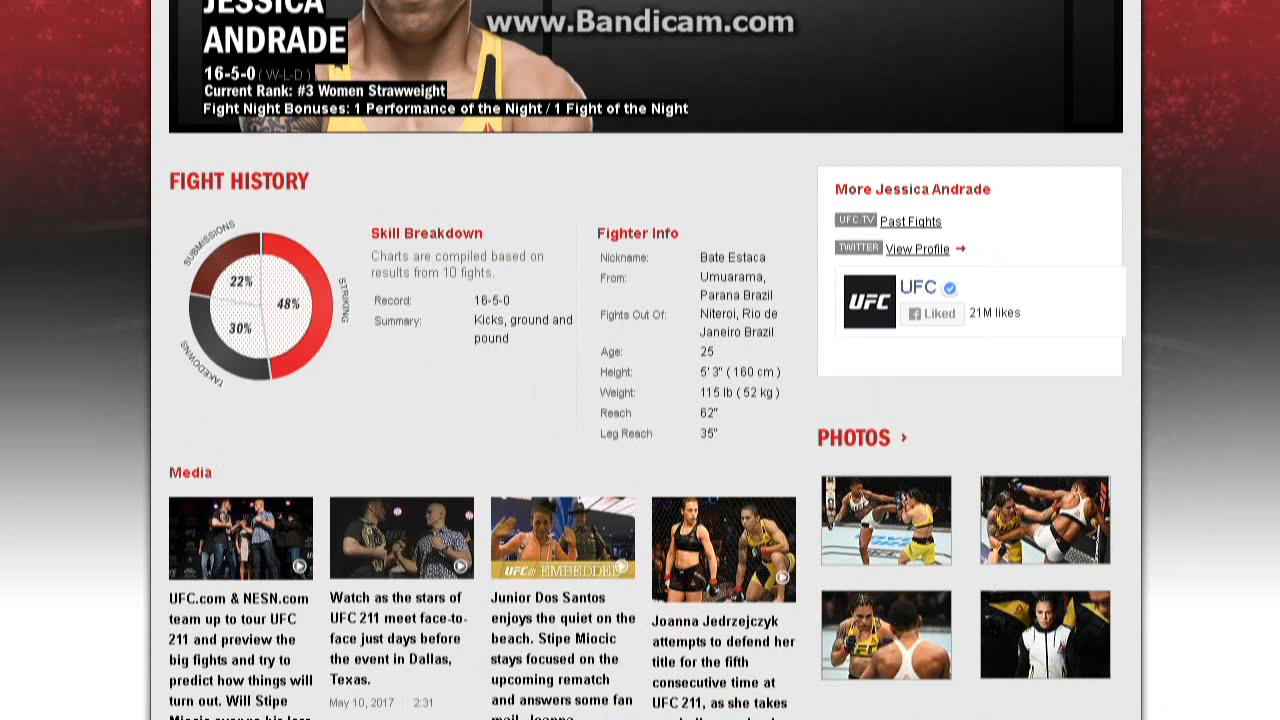 JESSICA
www.Bandicam.com
ANDRADE
16-5-0 ( W-L-D )
Current Rank: #3 Women Strawweight
Fight Night Bonuses: 1 Performance of the Night / 1 Fight of the Night
FIGHT HISTORY
SUBMISSIONS
22%
48%
STRIKING
30%
TAKEDOWNS
Skill Breakdown
Charts are compiled based on
results from 10 fights.
Record: 16-5-0
Summary: Kicks, ground and
pound
Fighter Info
Nickname: Bate Estaca
From: Umuarama,
Parana Brazil
Fights Out Of: Niteroi, Rio de
Janeiro Brazil
Age: 25
Height: 5' 3" ( 160 cm )
Weight: 115 lb ( 52 kg )
Reach 62"
Leg Reach 35"
More Jessica Andrade
UFC.TV Past Fights
TWITTER View Profile
UFC
UFC
Liked 21M likes
Media
UFC EMBEDDED
UFC.com & NESN.com
team up to tour UFC
211 and preview the
big fights and try to
predict how things will
turn out. Will Stipe
Watch as the stars of
UFC 211 meet face-to-
face just days before
the event in Dallas,
Texas.
May 10, 2017 2:31
Junior Dos Santos
enjoys the quiet on the
beach. Stipe Miocic
stays focused on the
upcoming rematch
and answers some fan
mail. Joanna
Joanna Jedrzejczyk
attempts to defend her
title for the fifth
consecutive time at
UFC 211, as she takes
PHOTOS